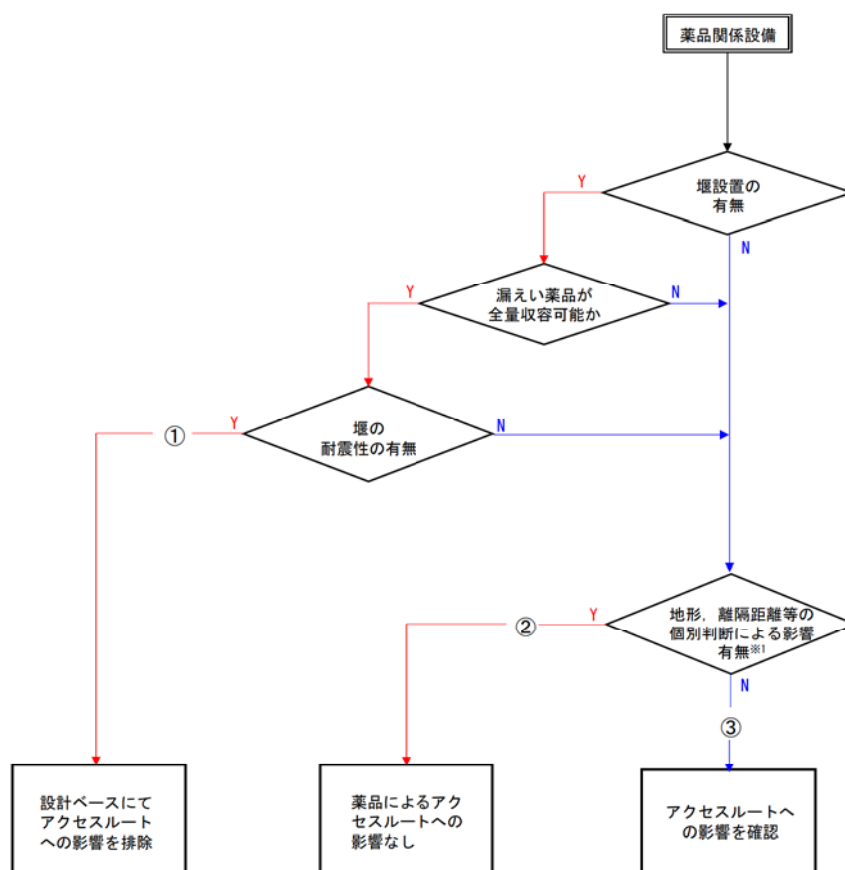 薬品関係設備
堰設置の
有無
Y
N
漏えい薬品が
全量収容可能か
Y
N
堰の
耐震性の有無
Y
N
①
地形，離隔距離等の
個別判断による影響
有無※1
Y
N
②
③
設計ベースにて
アクセスルート
への影響を排除
薬品によるアク
セスルートへの
影響なし
アクセスルートへ
の影響を確認